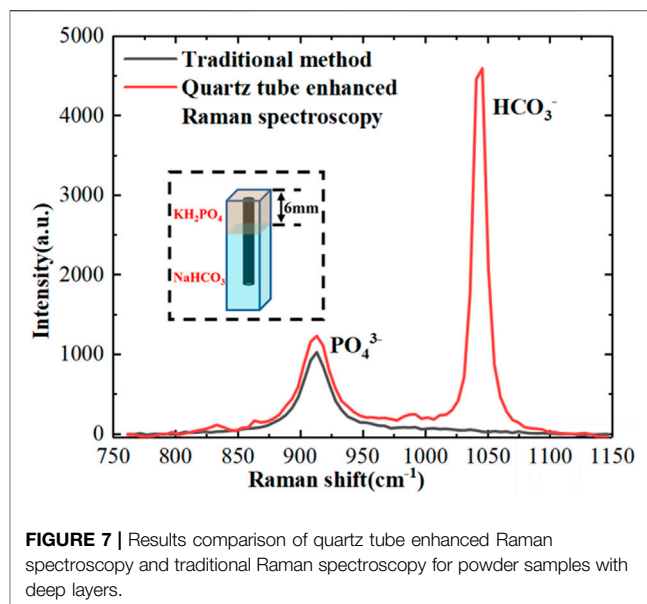 5000
4000
3000
2000
1000
0
Intensity(a.u.)
Traditional method
Quartz tube enhanced
Raman spectroscopy
HCO₃⁻
KH₂PO₄
6mm
NaHCO₃
PO₄³⁻
750 800 850 900 950 1000 1050 1100 1150
Raman shift(cm⁻¹)
FIGURE 7 | Results comparison of quartz tube enhanced Raman
spectroscopy and traditional Raman spectroscopy for powder samples with
deep layers.